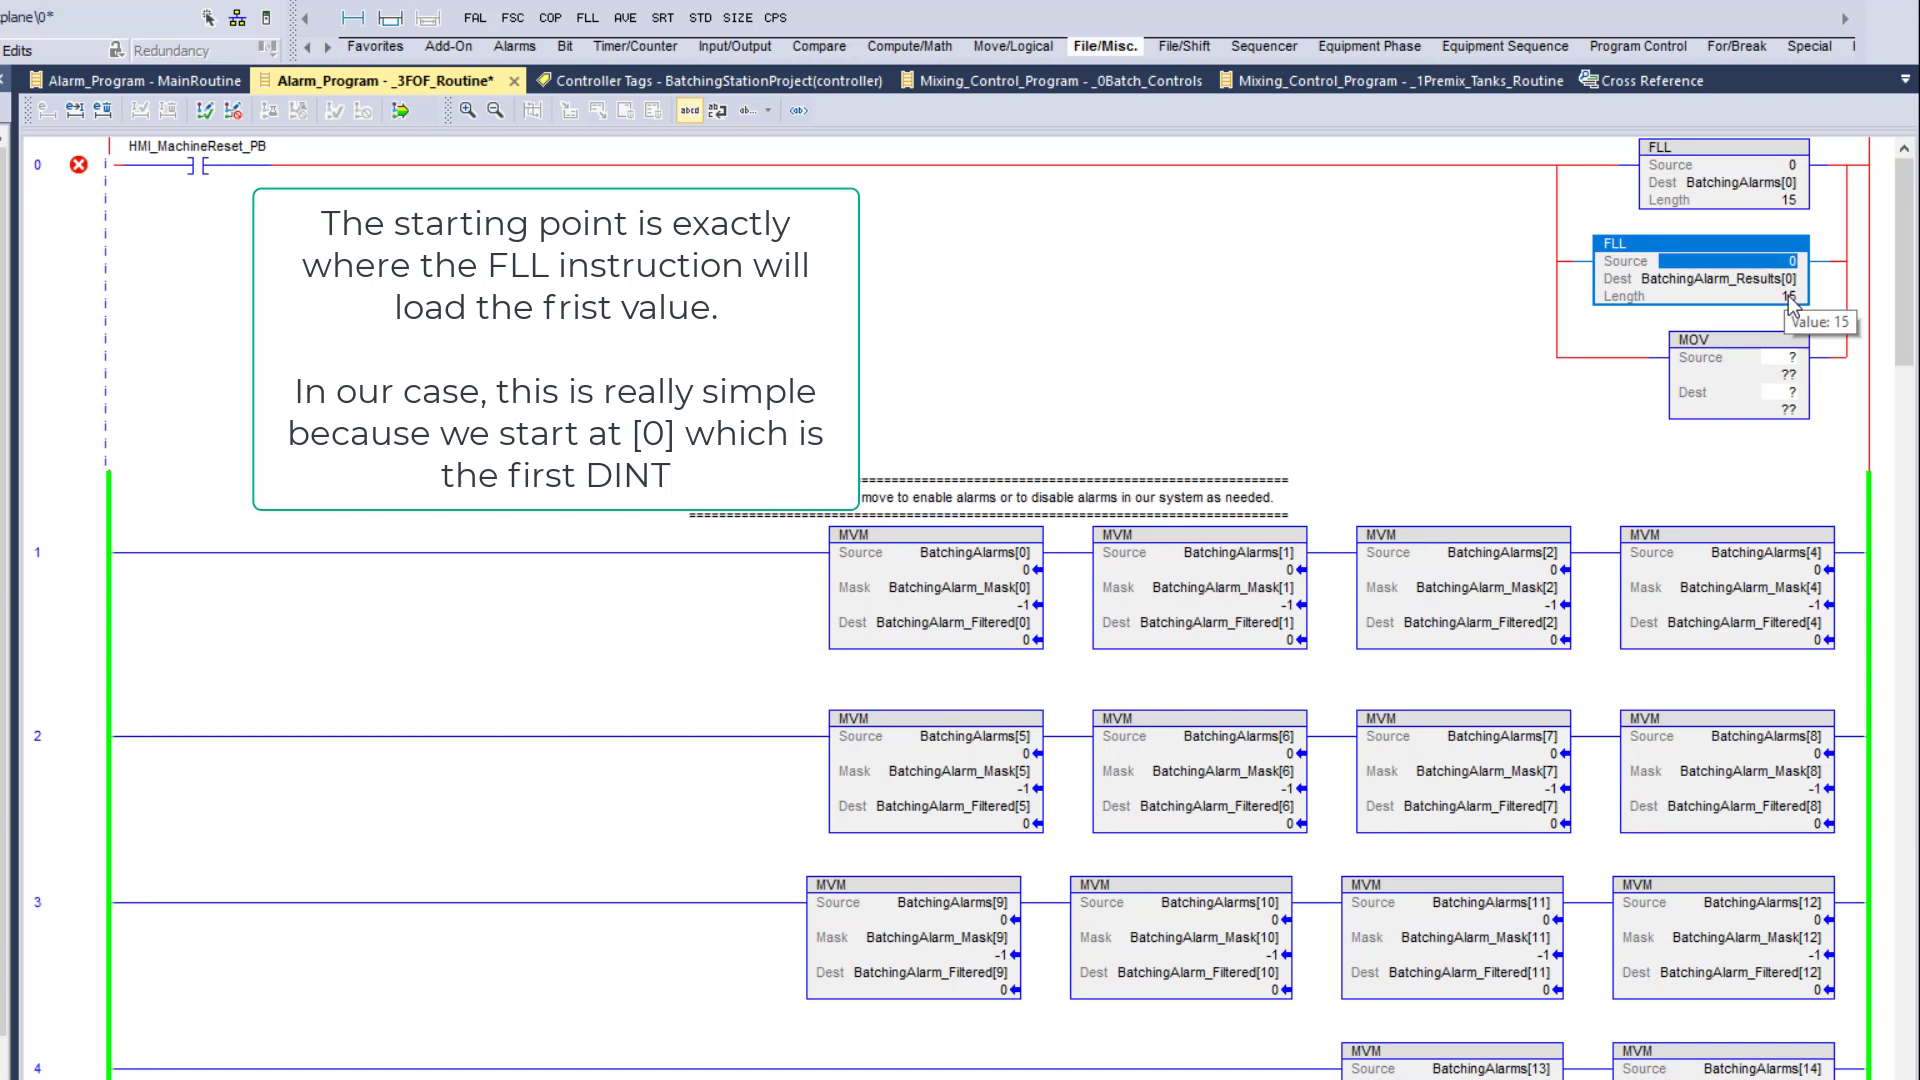 plane\0*
FAL FSC COP FLL AVE SRT STD SIZE CPS
Edits
Redundancy
Favorites Add-On Alarms Bit Timer/Counter Input/Output Compare Compute/Math Move/Logical File/Misc. File/Shift Sequencer Equipment Phase Equipment Sequence Program Control For/Break Special
Alarm_Program - MainRoutine
Alarm_Program - _3FOF_Routine*
Controller Tags - BatchingStationProject(controller)
Mixing_Control_Program - _0Batch_Controls
Mixing_Control_Program - _1Premix_Tanks_Routine
Cross Reference
abcd
ab...
HMI_MachineReset_PB
0
FLL
Source 0
Dest BatchingAlarms[0]
Length 15
FLL
Source 0
Dest BatchingAlarm_Results[0]
Length 15
Value: 15
MOV
Source ?
??
Dest ?
??
The starting point is exactly
where the FLL instruction will
load the frist value.
In our case, this is really simple
because we start at [0] which is
the first DINT
================================================
move to enable alarms or to disable alarms in our system as needed.
================================================
1
MVM
Source BatchingAlarms[0]
0
Mask BatchingAlarm_Mask[0]
-1
Dest BatchingAlarm_Filtered[0]
0
MVM
Source BatchingAlarms[1]
0
Mask BatchingAlarm_Mask[1]
-1
Dest BatchingAlarm_Filtered[1]
0
MVM
Source BatchingAlarms[2]
0
Mask BatchingAlarm_Mask[2]
-1
Dest BatchingAlarm_Filtered[2]
0
MVM
Source BatchingAlarms[4]
0
Mask BatchingAlarm_Mask[4]
-1
Dest BatchingAlarm_Filtered[4]
0
2
MVM
Source BatchingAlarms[5]
0
Mask BatchingAlarm_Mask[5]
-1
Dest BatchingAlarm_Filtered[5]
0
MVM
Source BatchingAlarms[6]
0
Mask BatchingAlarm_Mask[6]
-1
Dest BatchingAlarm_Filtered[6]
0
MVM
Source BatchingAlarms[7]
0
Mask BatchingAlarm_Mask[7]
-1
Dest BatchingAlarm_Filtered[7]
0
MVM
Source BatchingAlarms[8]
0
Mask BatchingAlarm_Mask[8]
-1
Dest BatchingAlarm_Filtered[8]
0
3
MVM
Source BatchingAlarms[9]
0
Mask BatchingAlarm_Mask[9]
-1
Dest BatchingAlarm_Filtered[9]
0
MVM
Source BatchingAlarms[10]
0
Mask BatchingAlarm_Mask[10]
-1
Dest BatchingAlarm_Filtered[10]
0
MVM
Source BatchingAlarms[11]
0
Mask BatchingAlarm_Mask[11]
-1
Dest BatchingAlarm_Filtered[11]
0
MVM
Source BatchingAlarms[12]
0
Mask BatchingAlarm_Mask[12]
-1
Dest BatchingAlarm_Filtered[12]
0
4
MVM
Source BatchingAlarms[13]
MVM
Source BatchingAlarms[14]